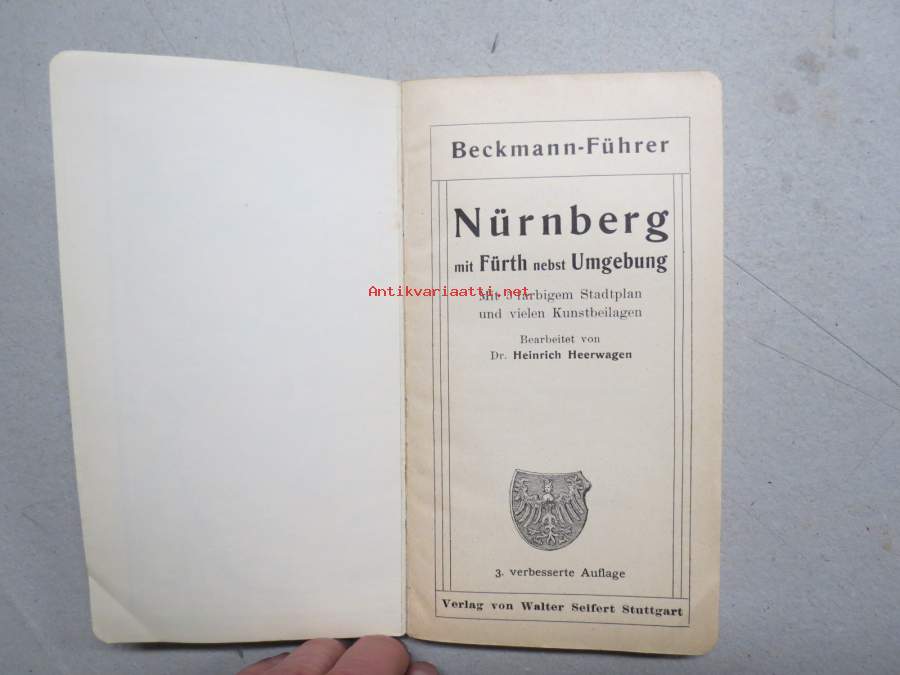 Beckmann-Führer
Nürnberg
mit Fürth nebst Umgebung
Antikvariaatti.net
Mit farbigem Stadtplan
und vielen Kunstbeilagen
Bearbeitet von
Dr. Heinrich Heerwagen
3. verbesserte Auflage
Verlag von Walter Seifert Stuttgart